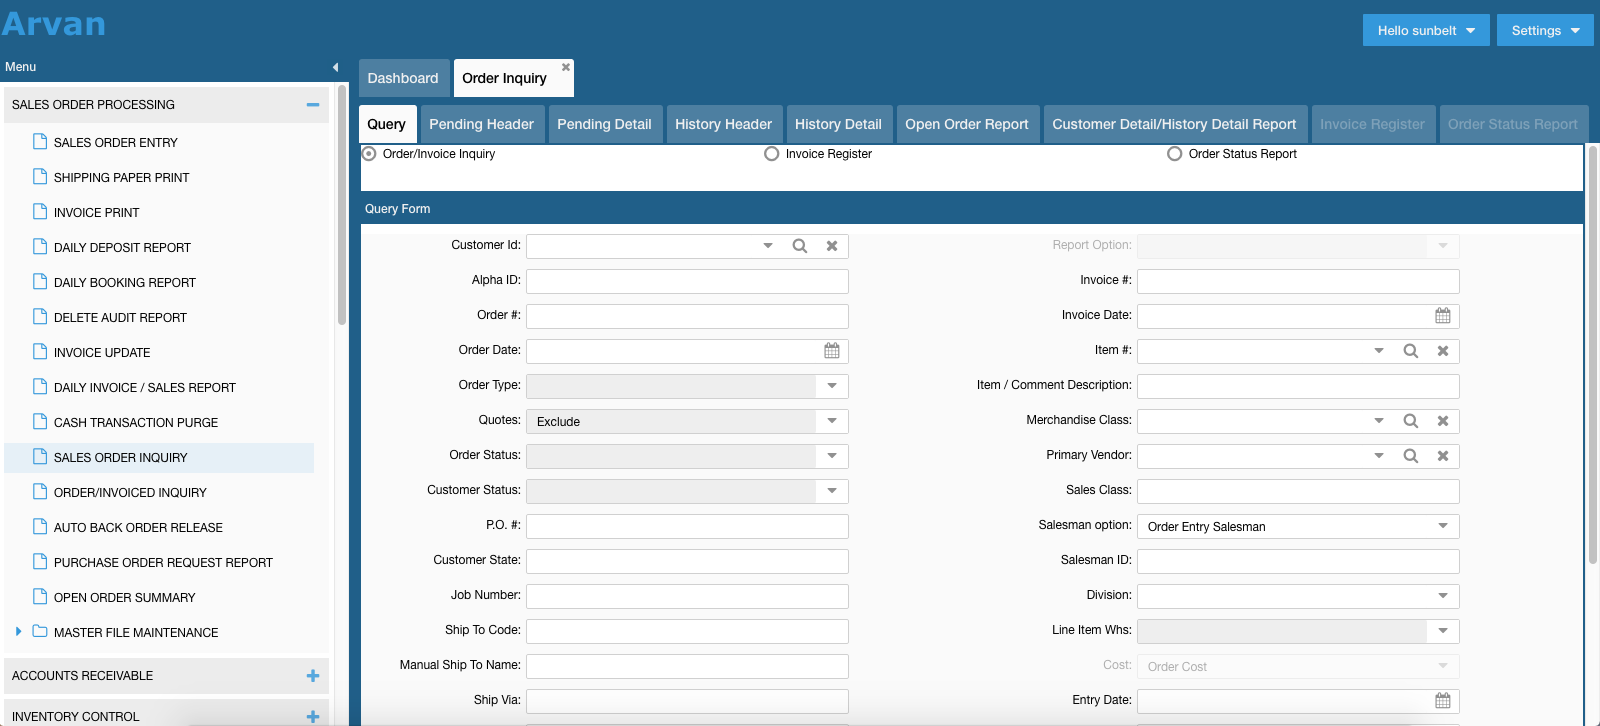 Arvan
Hello sunbelt
Settings
Menu
Dashboard
Order Inquiry
SALES ORDER PROCESSING
SALES ORDER ENTRY
SHIPPING PAPER PRINT
INVOICE PRINT
DAILY DEPOSIT REPORT
DAILY BOOKING REPORT
DELETE AUDIT REPORT
INVOICE UPDATE
DAILY INVOICE / SALES REPORT
CASH TRANSACTION PURGE
SALES ORDER INQUIRY
ORDER/INVOICED INQUIRY
AUTO BACK ORDER RELEASE
PURCHASE ORDER REQUEST REPORT
OPEN ORDER SUMMARY
MASTER FILE MAINTENANCE
ACCOUNTS RECEIVABLE
INVENTORY CONTROL
Query
Pending Header
Pending Detail
History Header
History Detail
Open Order Report
Customer Detail/History Detail Report
Invoice Register
Order Status Report
Order/Invoice Inquiry
Invoice Register
Order Status Report
Query Form
Customer Id:
Alpha ID:
Order #:
Order Date:
Order Type:
Quotes: Exclude
Order Status:
Customer Status:
P.O. #:
Customer State:
Job Number:
Ship To Code:
Manual Ship To Name:
Ship Via:
Report Option:
Invoice #:
Invoice Date:
Item #:
Item / Comment Description:
Merchandise Class:
Primary Vendor:
Sales Class:
Salesman option: Order Entry Salesman
Salesman ID:
Division:
Line Item Whs:
Cost: Order Cost
Entry Date: